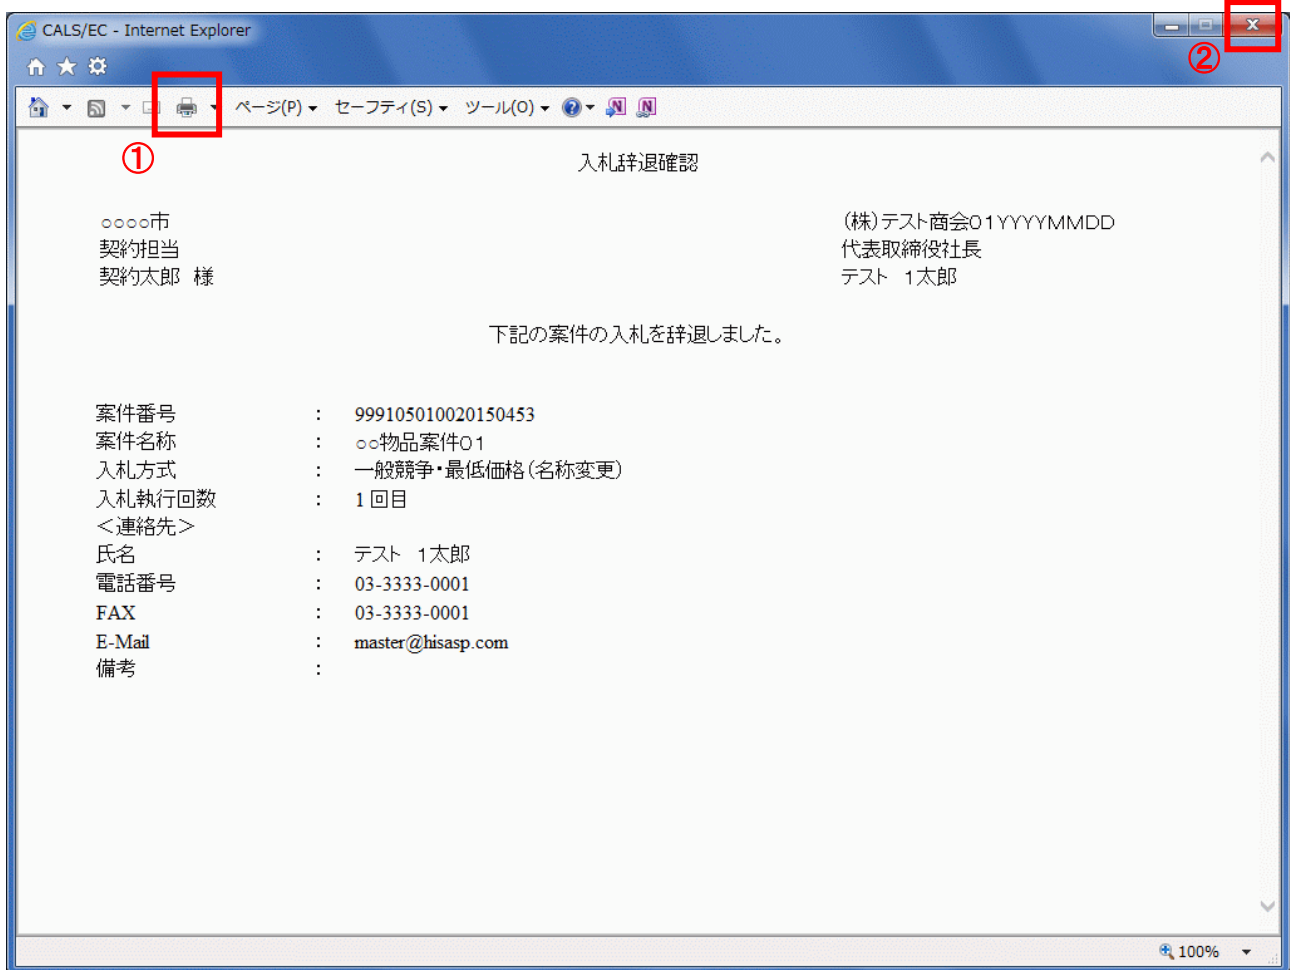 CALS/EC - Internet Explorer
②
ページ(P) セーフティ(S) ツール(O)
①
入札辞退確認
○○○○市
契約担当
契約太郎 様
(株)テスト商会01YYYYMMDD
代表取締役社長
テスト 1太郎
下記の案件の入札を辞退しました。
案件番号 : 999105010020150453
案件名称 : ○○物品案件01
入札方式 : 一般競争・最低価格(名称変更)
入札執行回数 : 1回目
<連絡先>
氏名 : テスト 1太郎
電話番号 : 03-3333-0001
FAX : 03-3333-0001
E-Mail : master@hisasp.com
備考 :
100%